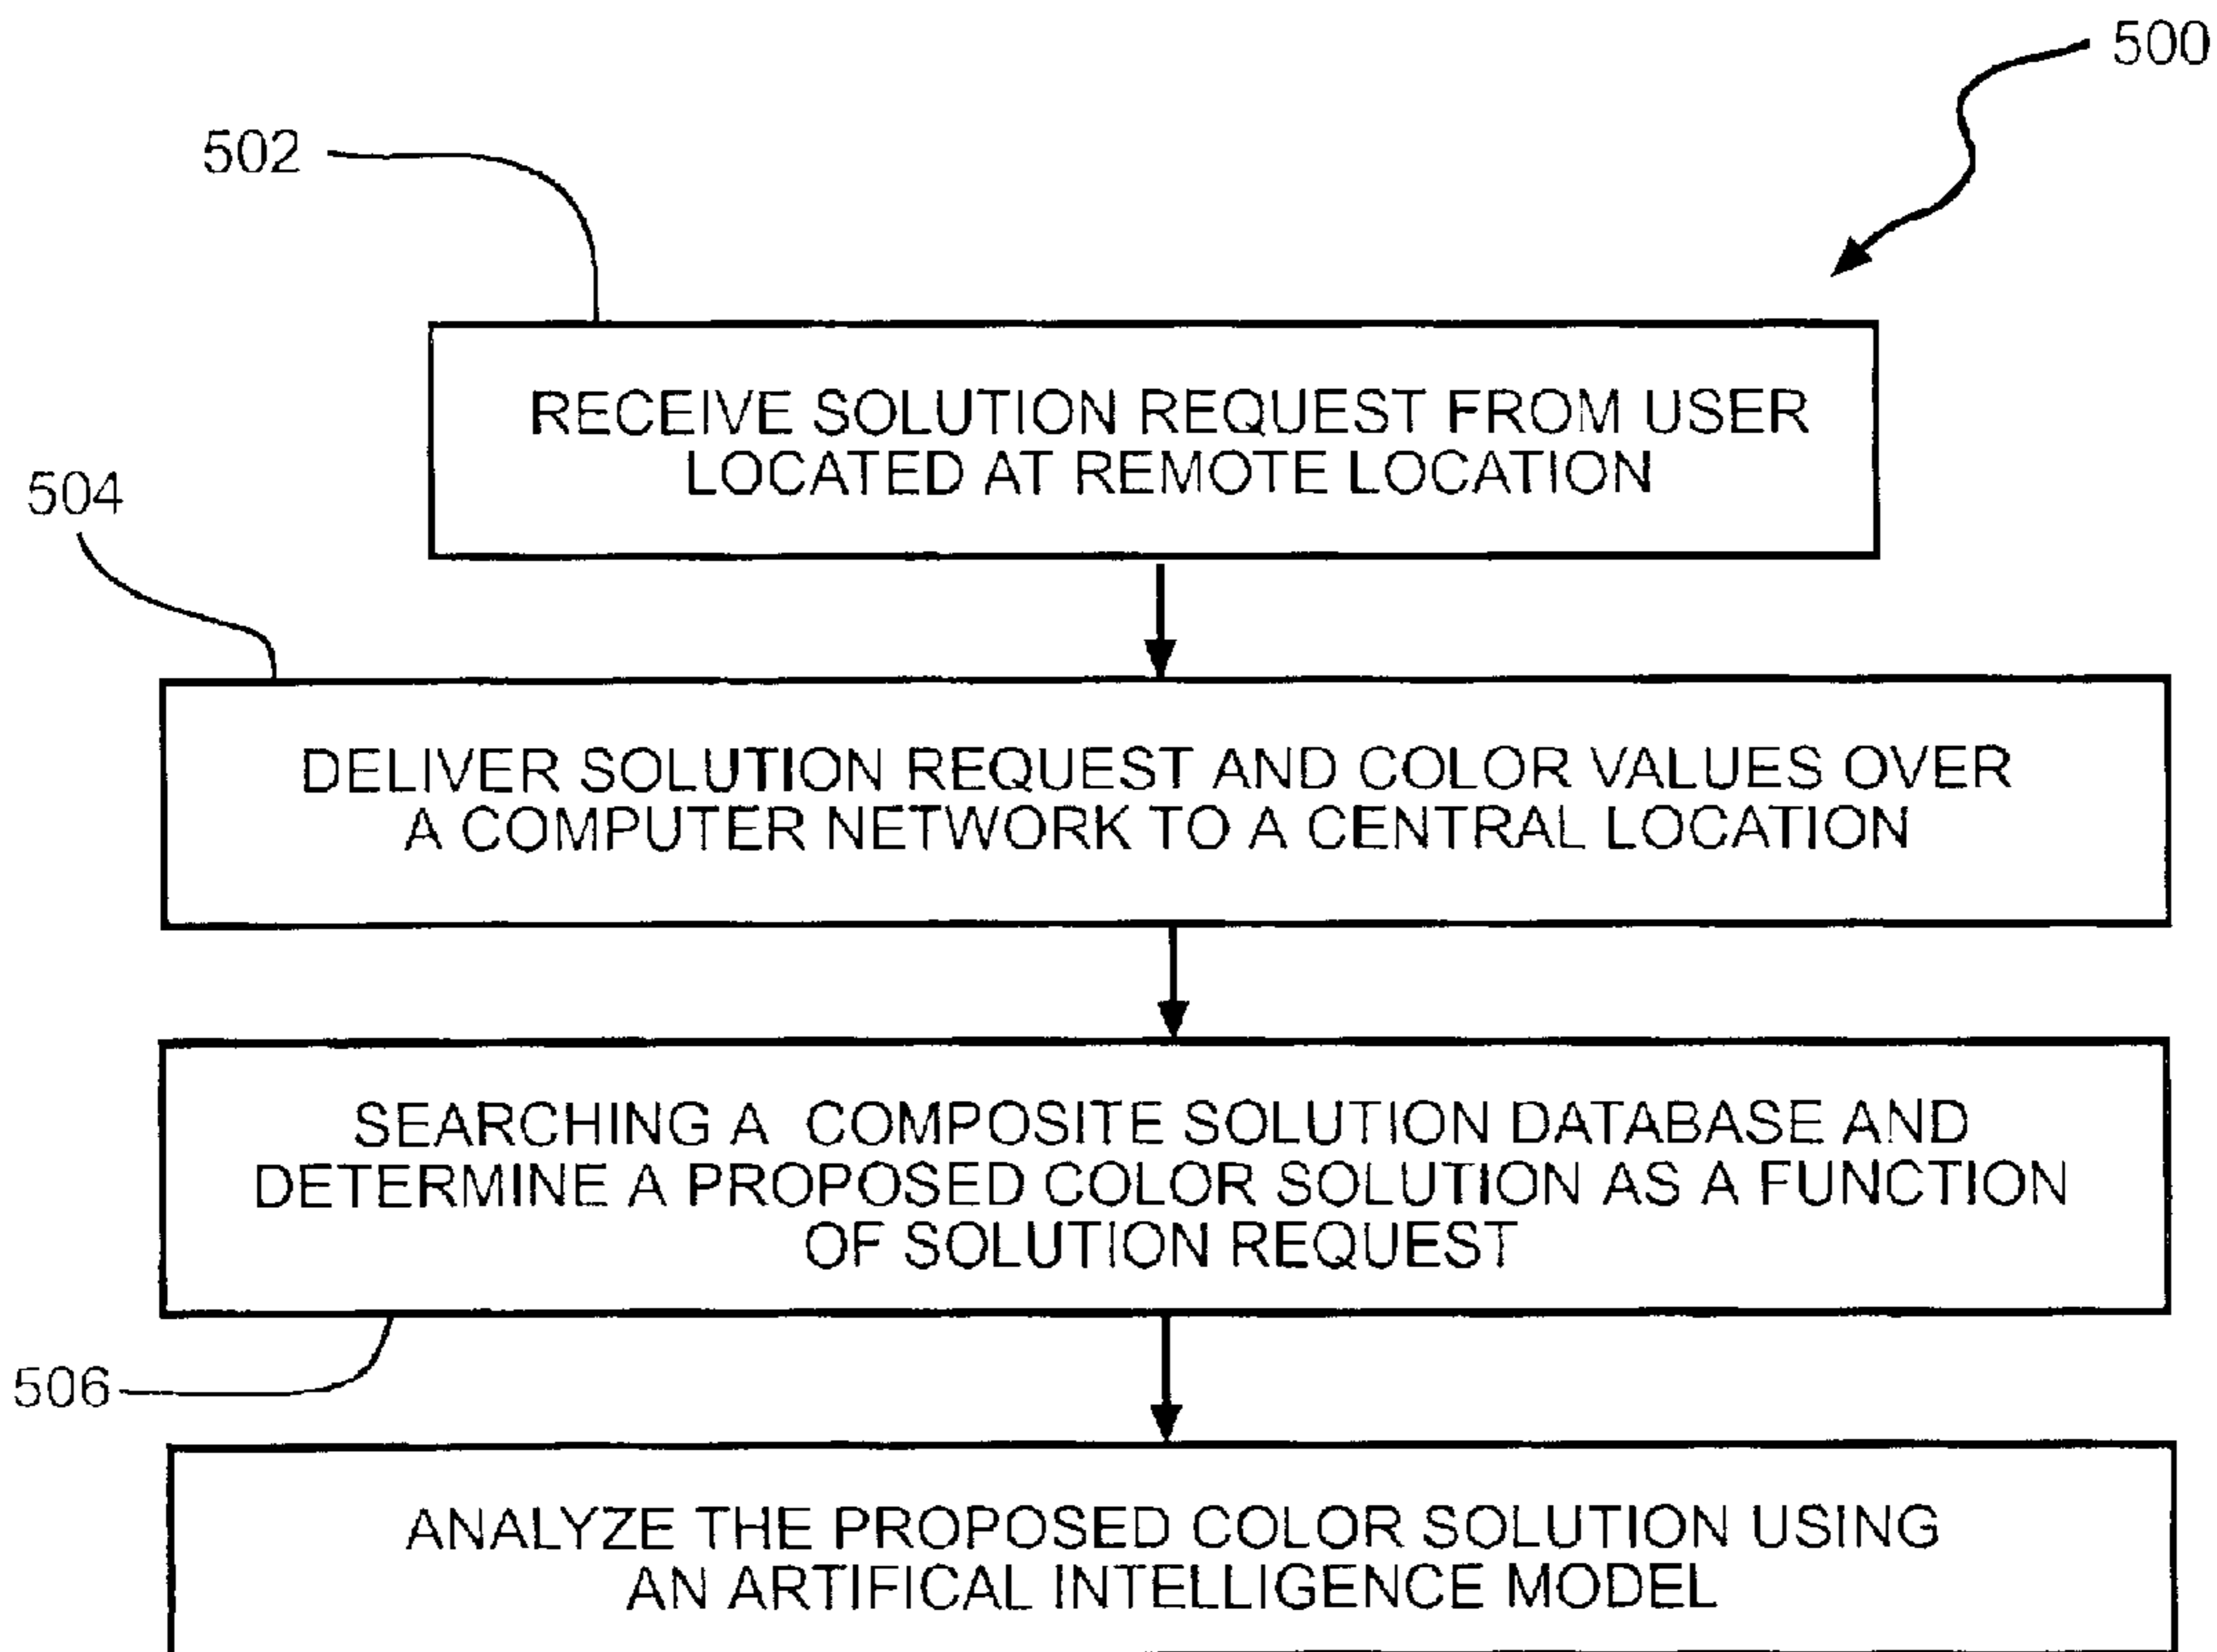 500
502
RECEIVE SOLUTION REQUEST FROM USER
LOCATED AT REMOTE LOCATION
504
DELIVER SOLUTION REQUEST AND COLOR VALUES OVER
A COMPUTER NETWORK TO A CENTRAL LOCATION
SEARCHING A COMPOSITE SOLUTION DATABASE AND
DETERMINE A PROPOSED COLOR SOLUTION AS A FUNCTION
OF SOLUTION REQUEST
506
ANALYZE THE PROPOSED COLOR SOLUTION USING
AN ARTIFICAL INTELLIGENCE MODEL